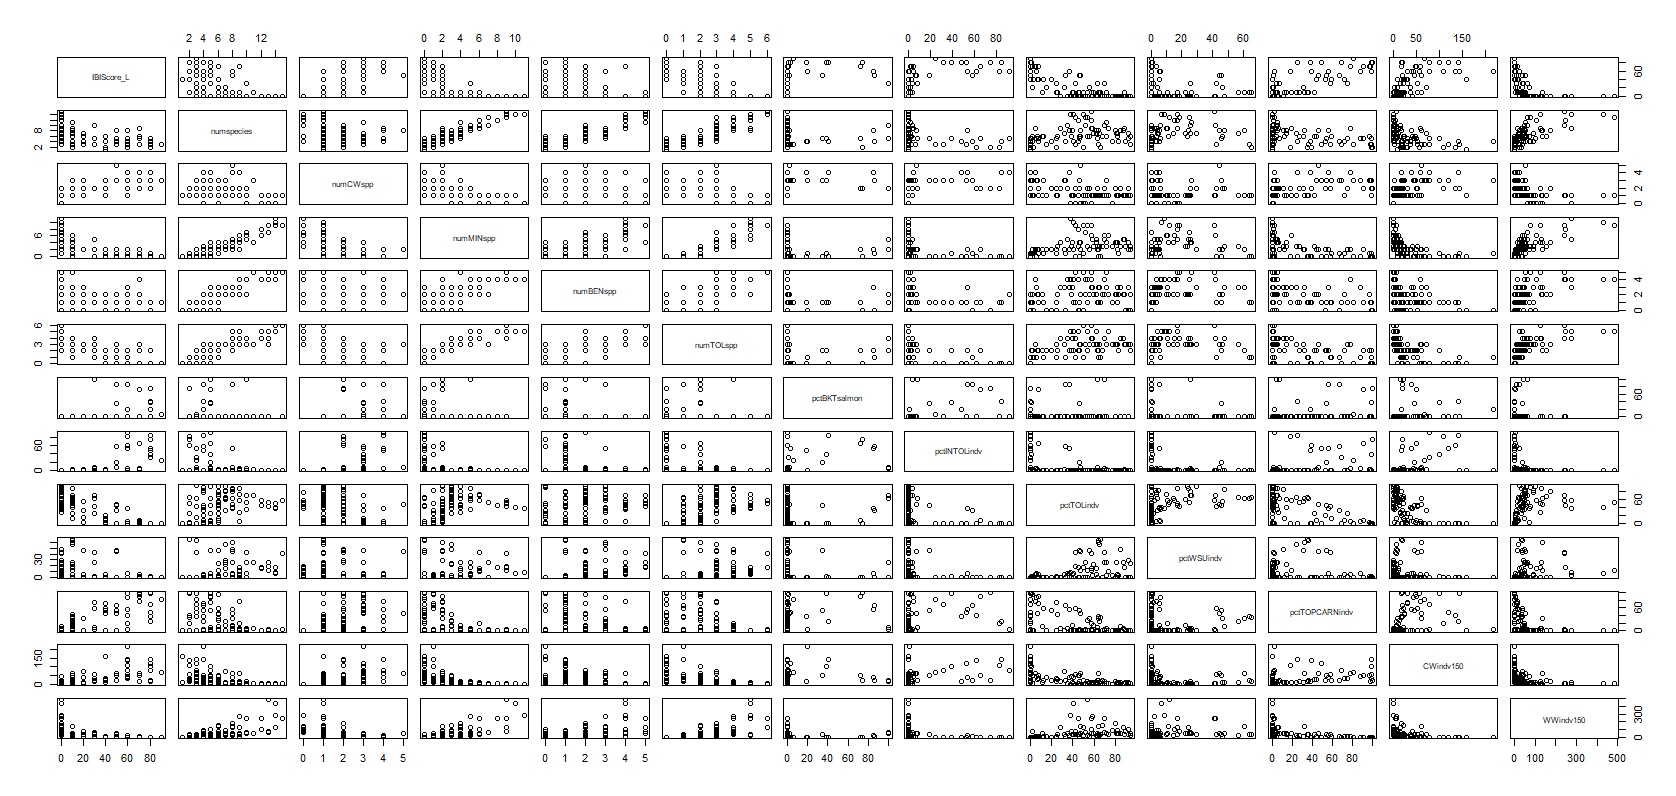 2 4 6 8 12 0 2 4 6 8 10 0 1 2 3 4 5 6 0 20 40 60 80 0 20 40 60 0 50 150
IBIScore_L 0 60
2 8 numspecies
numCWspp 0 2 4
0 6 numMINspp
numBENspp 0 2 4
0 3 6 numTOLspp
pctBKTsalmon 0 60
0 60 pctINTOLindv
pctTOLindv 0 60
0 30 pctWSUindv
pctTOPCARNindv 0 60
0 150 CWindv150
WWindv150 0 300
0 20 40 60 80 0 1 2 3 4 5 0 1 2 3 4 5 0 20 40 60 80 0 20 40 60 80 0 20 40 60 80 0 100 300 500